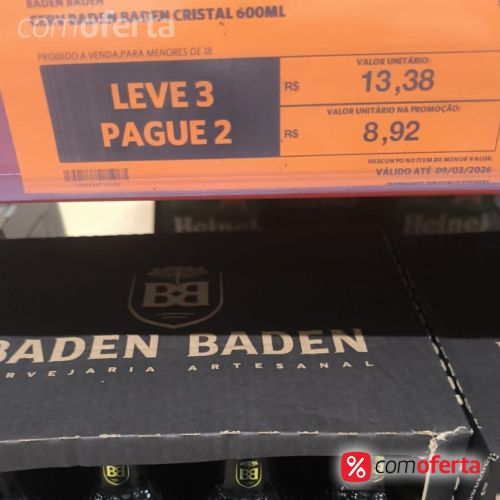 BADEN BADEN
CERV BADEN BADEN CRISTAL 600ML
comoferta
PROIBIDO A VENDA PARA MENORES DE 18
LEVE 3
PAGUE 2
VALOR UNITÁRIO:
R$ 13,38
VALOR UNITÁRIO NA PROMOÇÃO:
R$ 8,92
DESCONTO NO ITEM DE MENOR VALOR
VÁLIDO ATÉ 09/03/2026
Heineken
Heinek
BB
BADEN BADEN
CERVEJARIA ARTESANAL
% comoferta